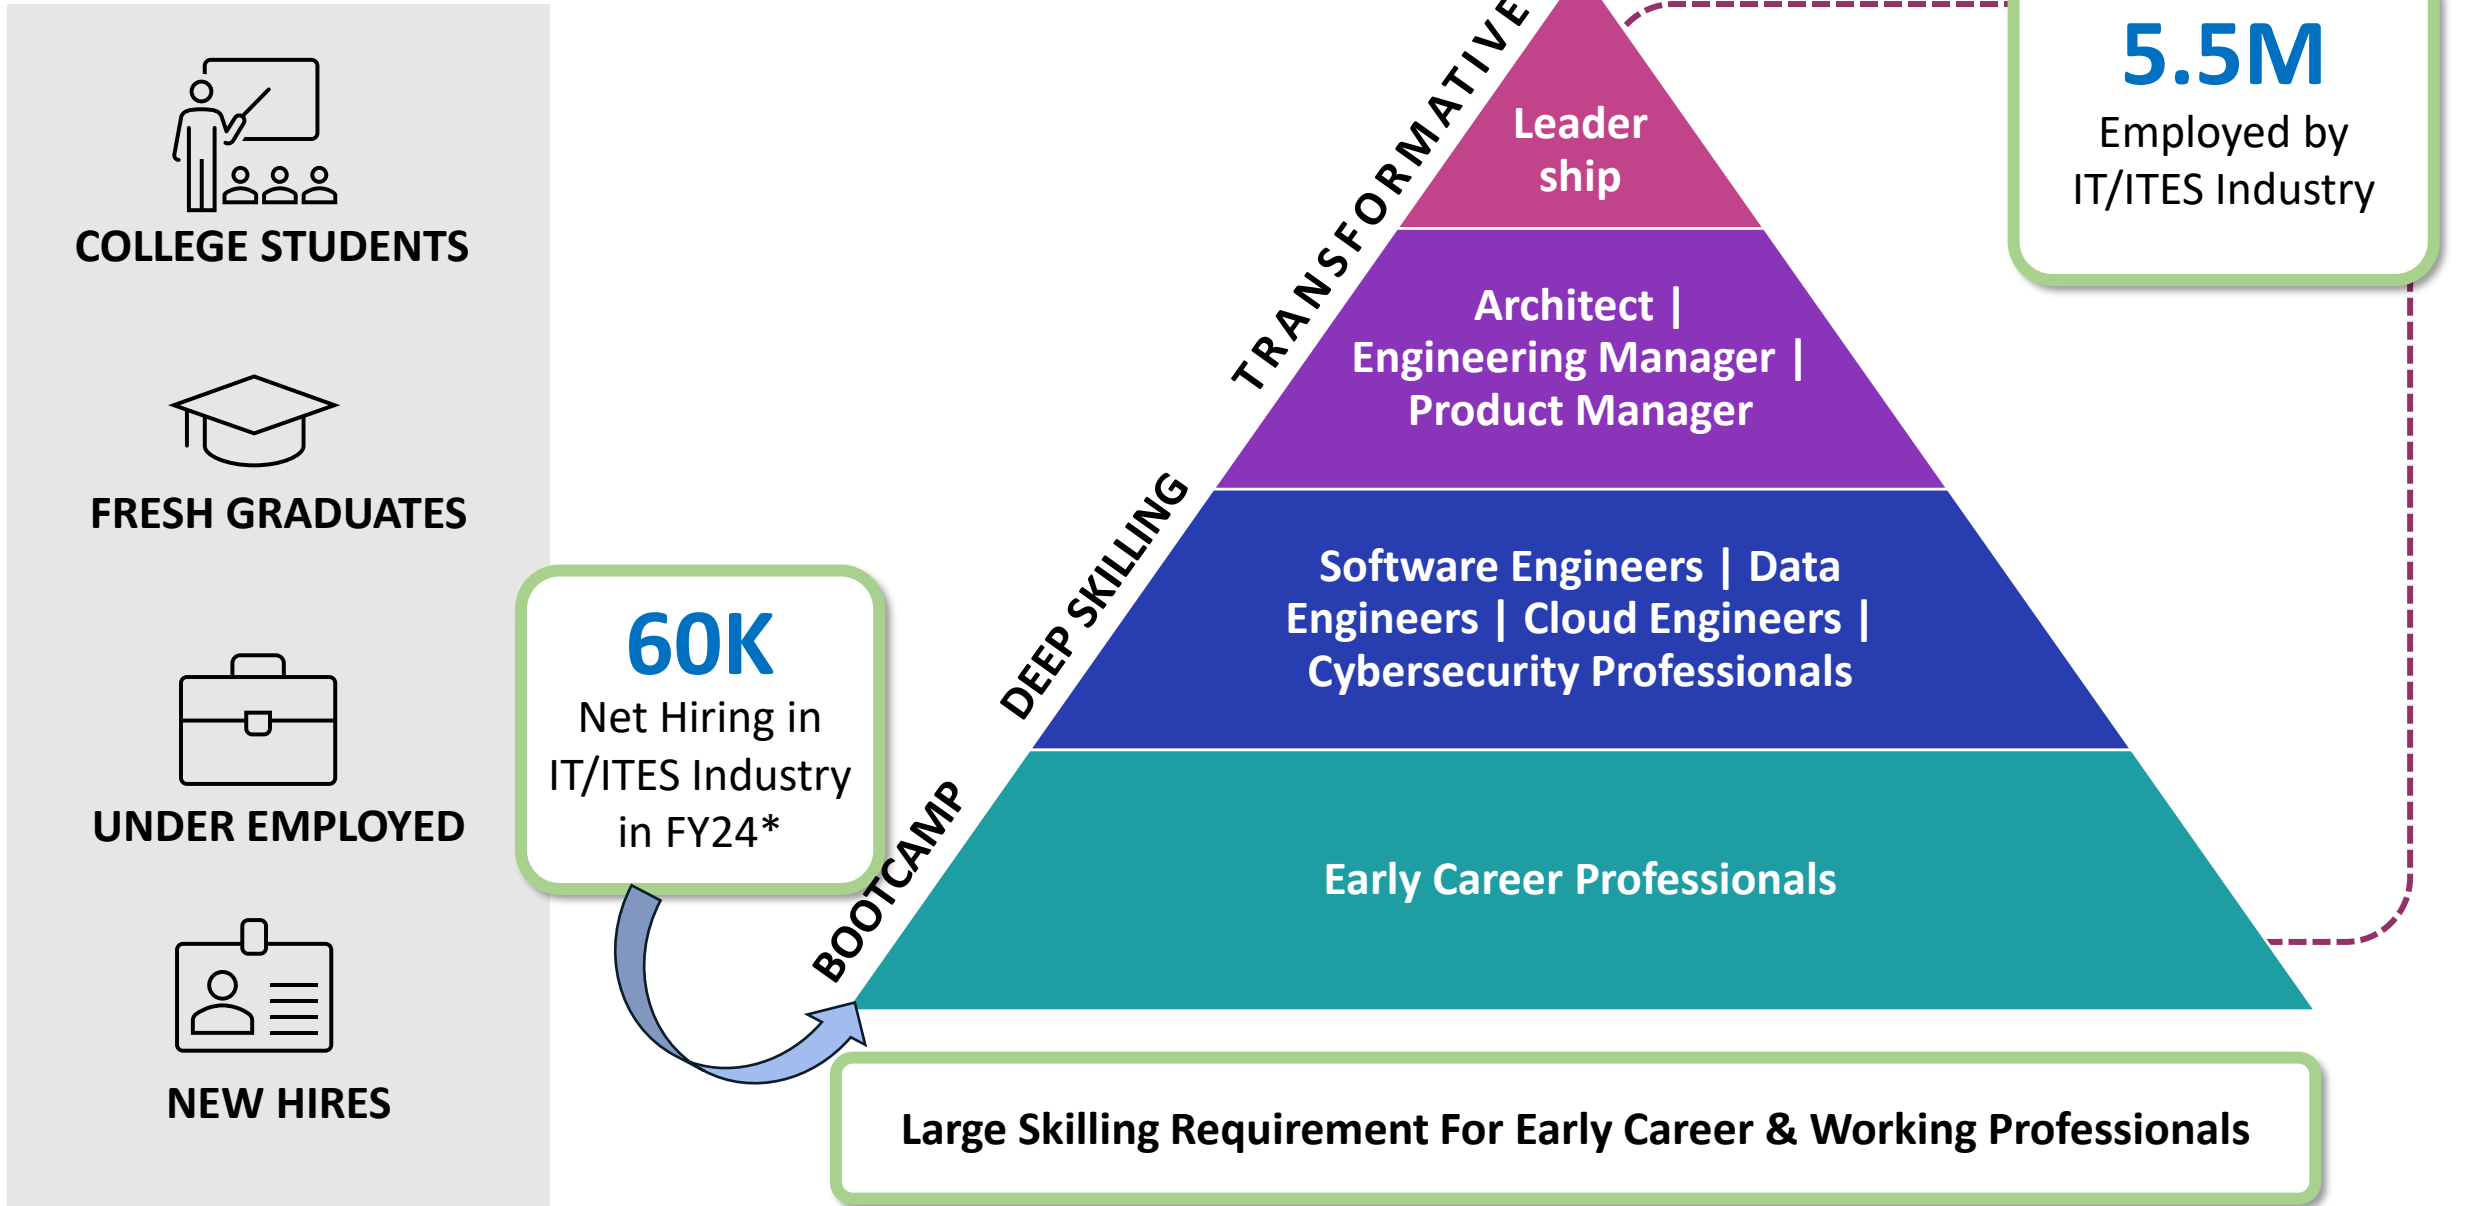 COLLEGE STUDENTS
FRESH GRADUATES
UNDER EMPLOYED
NEW HIRES
60K
Net Hiring in
IT/ITES Industry
in FY24*
TRANSFORMATIVE
DEEP SKILLING
BOOTCAMP
Leader
ship
Architect |
Engineering Manager |
Product Manager
Software Engineers | Data
Engineers | Cloud Engineers |
Cybersecurity Professionals
Early Career Professionals
5.5M
Employed by
IT/ITES Industry
Large Skilling Requirement For Early Career & Working Professionals